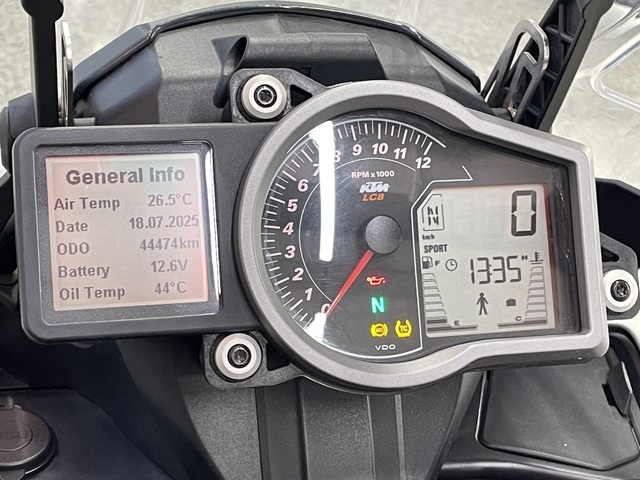 General Info
Air Temp 26.5°C
Date 18.07.2025
ODO 44474km
Battery 12.6V
Oil Temp 44°C
0
1
2
3
4
5
6
7
8
9
10
11
12
RPM x 1000
KTM
LC8
N
ABS
TC
VDO
N
0
km/h
SPORT
F
13:35
H
E
C